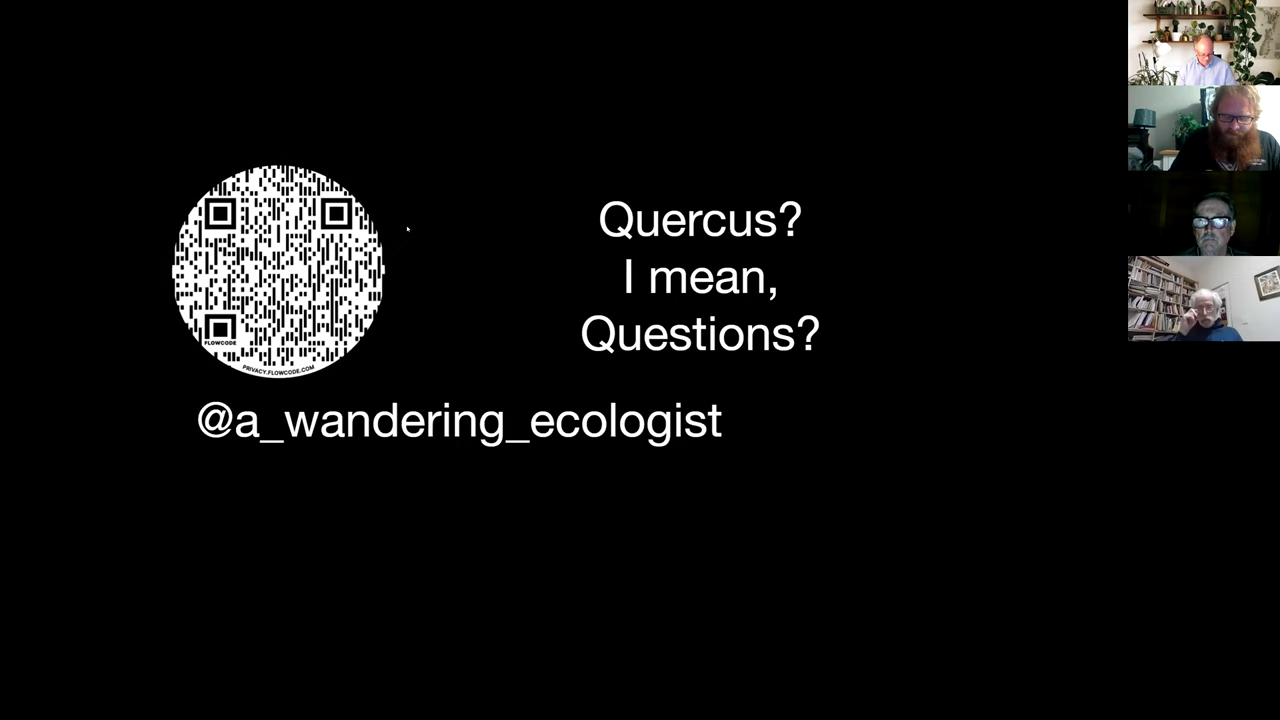 Quercus?
I mean,
Questions?
FLOWCODE
PRIVACY.FLOWCODE.COM
@a_wandering_ecologist